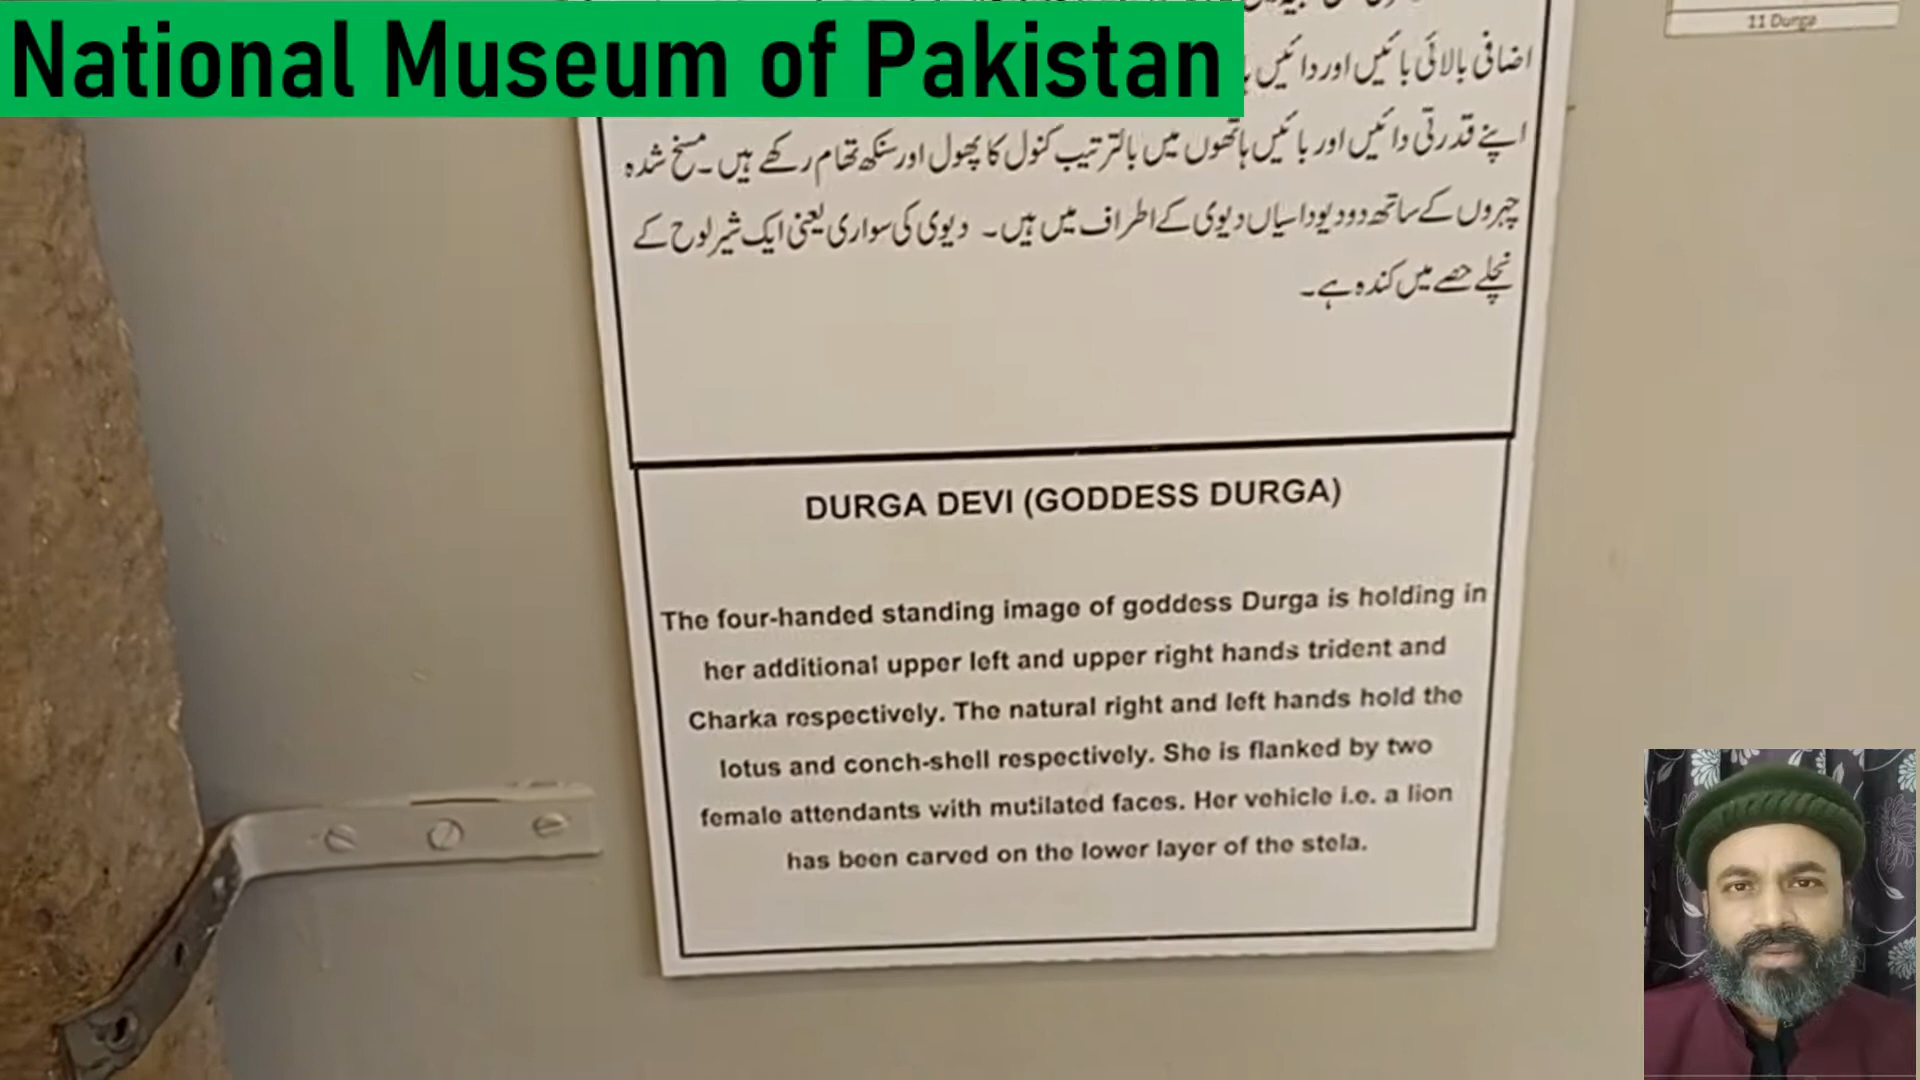 National Museum of Pakistan
11 Durga
اضافی بالائی بائیں اور دائیں
اپنے قدرتی دائیں اور بائیں ہاتھوں میں بالترتیب کنول کا پھول اور سنکھ تھام رکھے ہیں۔ مسخ شدہ
چہروں کے ساتھ دو دیوداسیاں دیوی کے اطراف میں ہیں۔ دیوی کی سواری یعنی ایک شیر لوح کے
نچلے حصے میں کندہ ہے۔
DURGA DEVI (GODDESS DURGA)
The four-handed standing image of goddess Durga is holding in
her additional upper left and upper right hands trident and
Charka respectively. The natural right and left hands hold the
lotus and conch-shell respectively. She is flanked by two
female attendants with mutilated faces. Her vehicle i.e. a lion
has been carved on the lower layer of the stela.